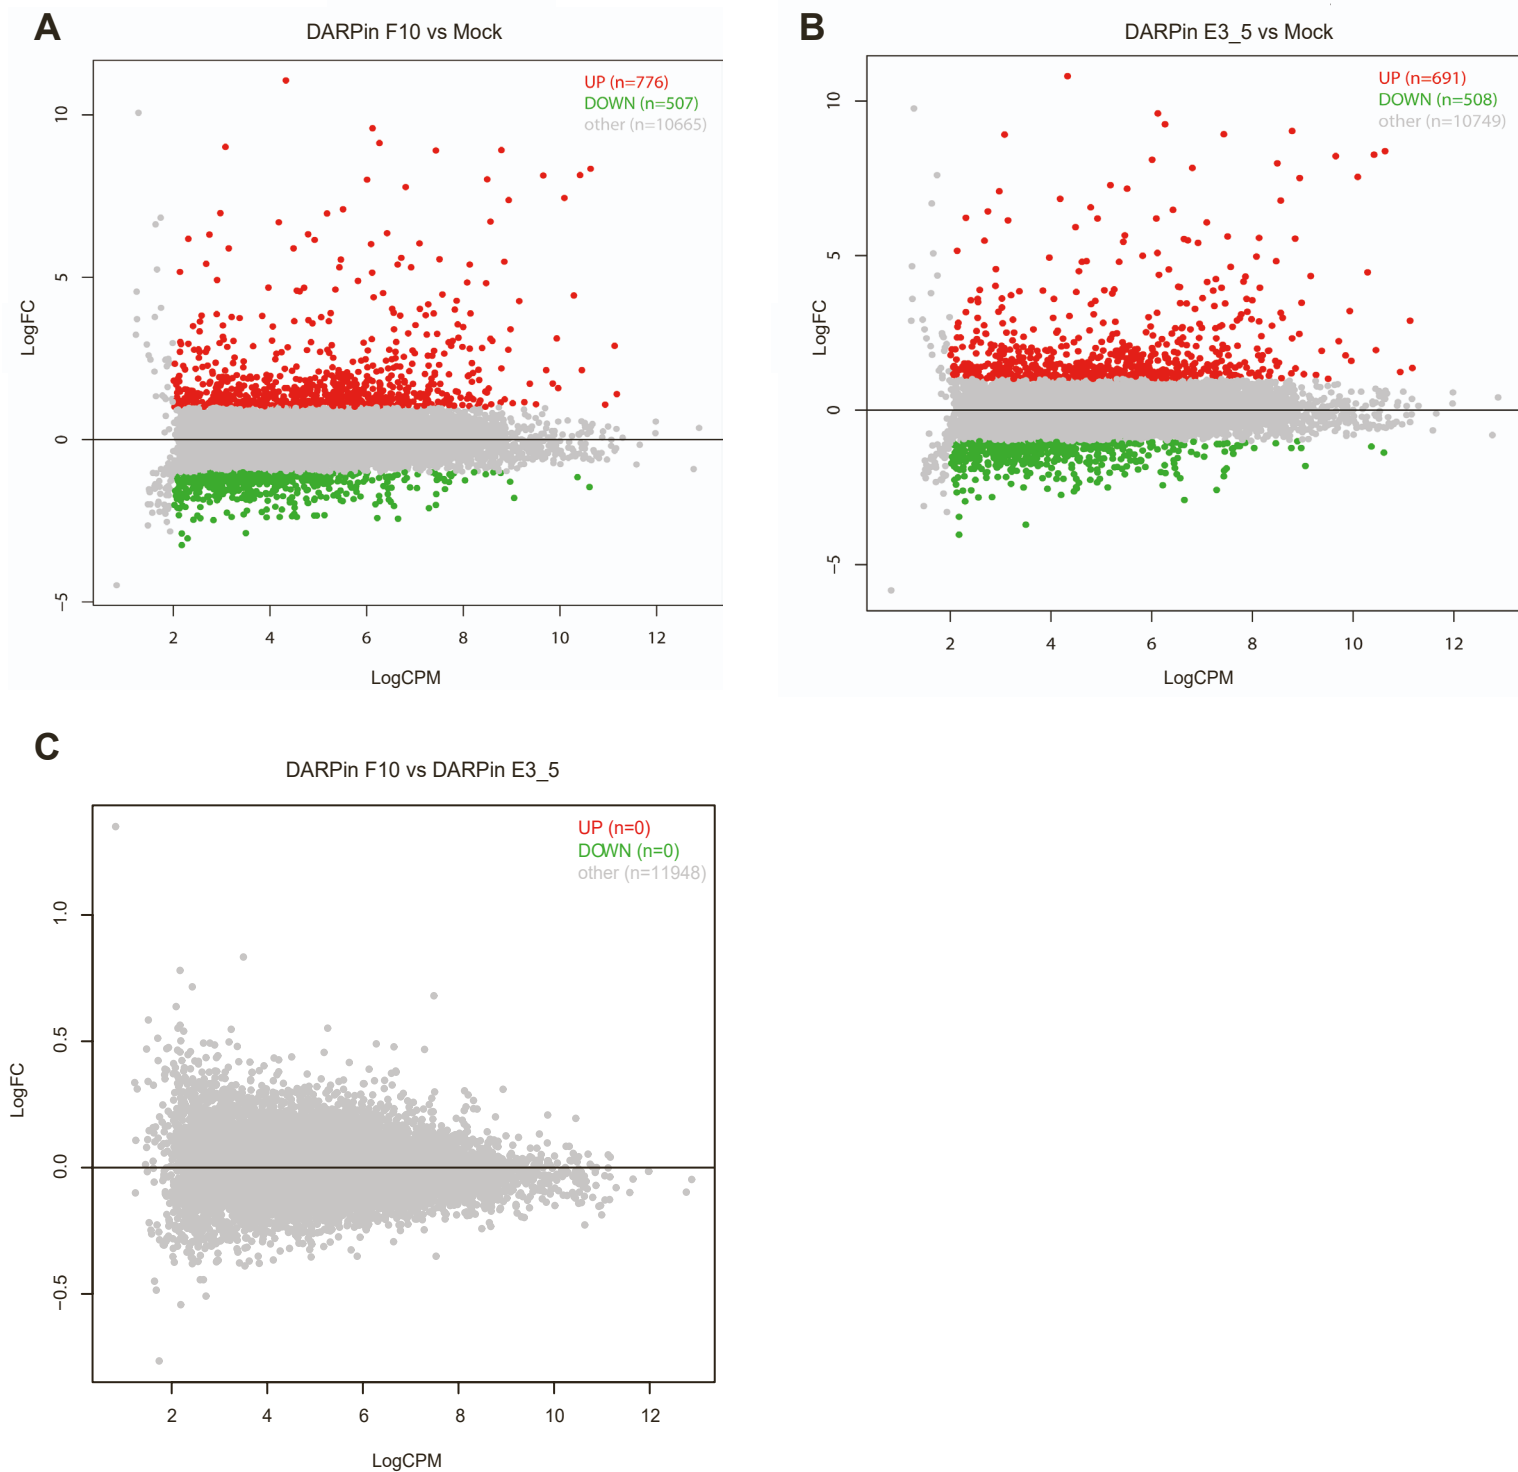 A
DARPin F10 vs Mock
UP (n=776)
DOWN (n=507)
other (n=10665)
LogFC
10
5
0
−5
2 4 6 8 10 12
LogCPM
B
DARPin E3_5 vs Mock
UP (n=691)
DOWN (n=508)
other (n=10749)
LogFC
10
5
0
−5
2 4 6 8 10 12
LogCPM
C
DARPin F10 vs DARPin E3_5
UP (n=0)
DOWN (n=0)
other (n=11948)
LogFC
1.0
0.5
0.0
−0.5
2 4 6 8 10 12
LogCPM